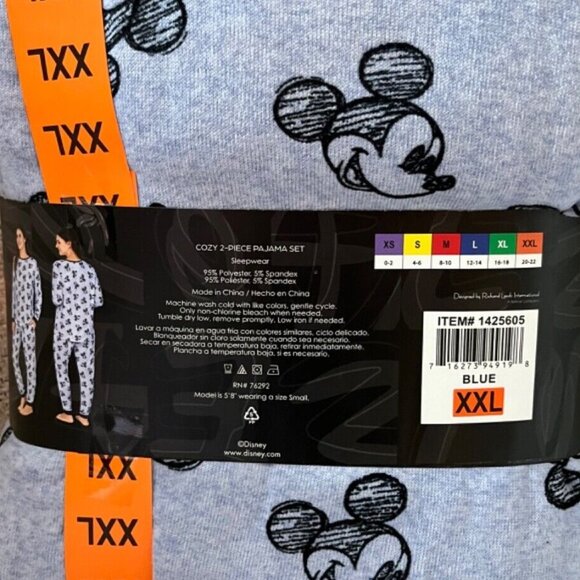 XXL
XXL
XXL
COZY 2-PIECE PAJAMA SET
Sleepwear
95% Polyester, 5% Spandex
95% Poliéster, 5% Spandex
Made in China / Hecho en China
Machine wash cold with like colors, gentle cycle.
Only non-chlorine bleach when needed.
Tumble dry low, remove promptly. Low iron if needed.
Lavar a máquina en agua fria con colores similares, ciclo delicado.
Blanqueador sin cloro solamente cuando sea necesario.
Secar en secadora a temperatura baja, retirar inmediatamente.
Plancha a temperatura baja, si es necesario.
RN# 76292
Model is 5'8" wearing a size Small.
©Disney
www.disney.com
XS S M L XL XXL
0-2 4-6 8-10 12-14 16-18 20-22
Designed by Richard Leeds International
ITEM# 1425605
7 16273 94919 8
BLUE
XXL
XXL
XXL